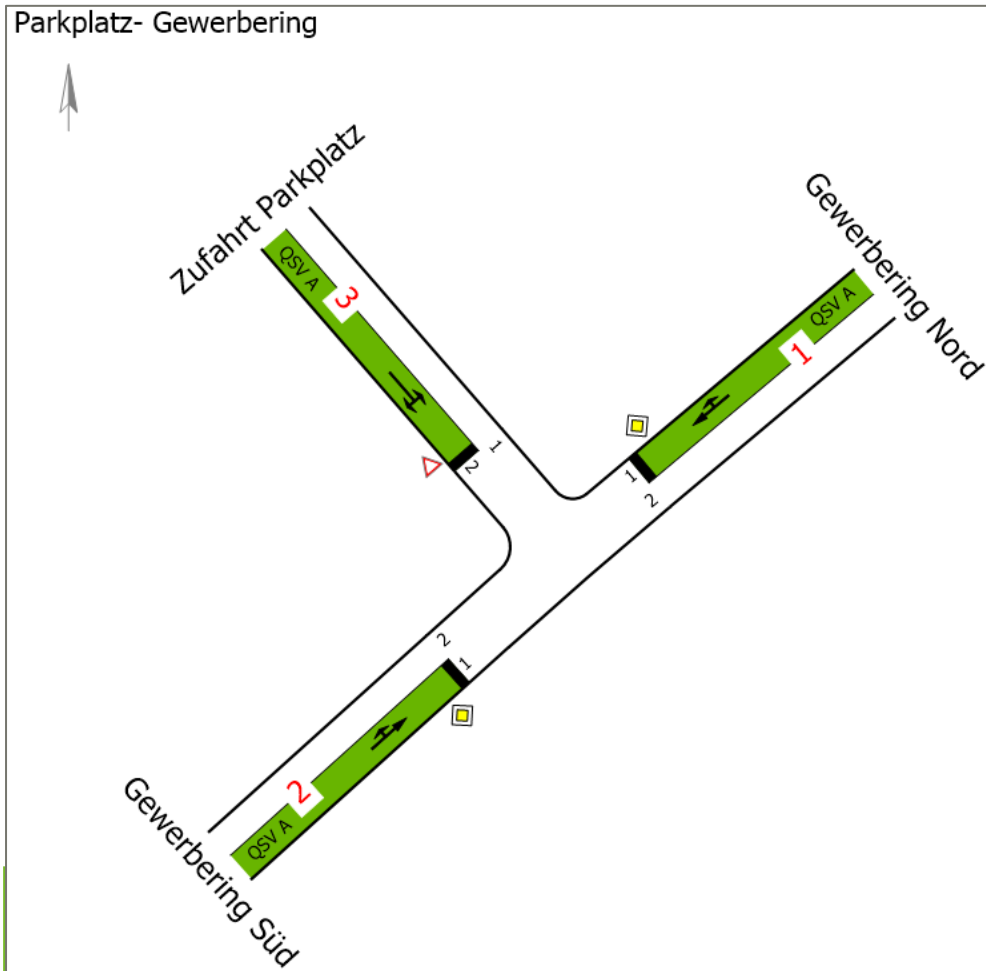 Parkplatz- Gewerbering
Zufahrt Parkplatz
Gewerbering Nord
QSV A
3
QSV A
1
1
2
1
2
2
1
2
QSV A
Gewerbering Süd